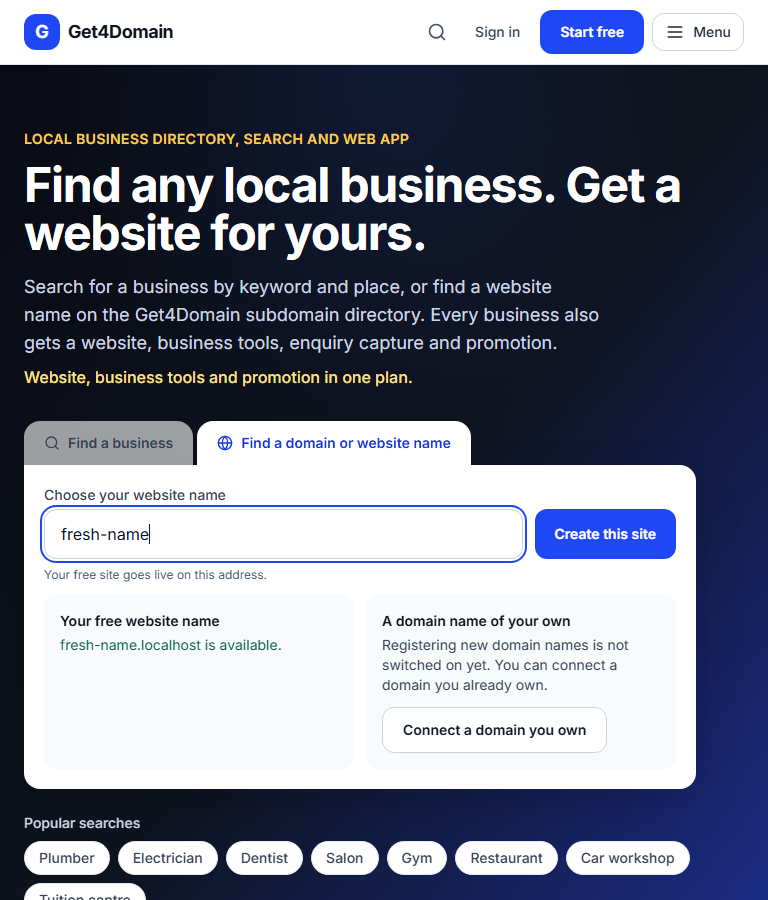 G Get4Domain
Sign in
Start free
Menu
LOCAL BUSINESS DIRECTORY, SEARCH AND WEB APP
Find any local business. Get a
website for yours.
Search for a business by keyword and place, or find a website
name on the Get4Domain subdomain directory. Every business also
gets a website, business tools, enquiry capture and promotion.
Website, business tools and promotion in one plan.
Find a business
Find a domain or website name
Choose your website name
fresh-name
Create this site
Your free site goes live on this address.
Your free website name
fresh-name.localhost is available.
A domain name of your own
Registering new domain names is not
switched on yet. You can connect a
domain you already own.
Connect a domain you own
Popular searches
Plumber
Electrician
Dentist
Salon
Gym
Restaurant
Car workshop
Tuition centre